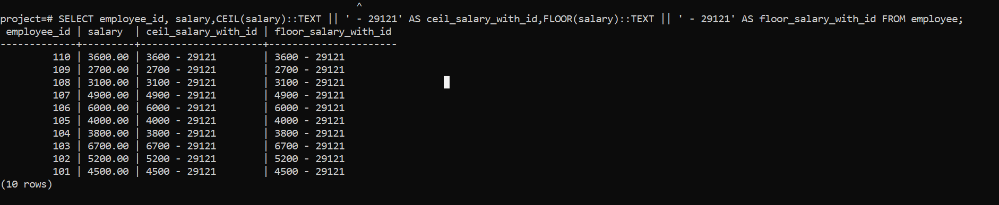 ^
project=# SELECT employee_id, salary,CEIL(salary)::TEXT || ' - 29121' AS ceil_salary_with_id,FLOOR(salary)::TEXT || ' - 29121' AS floor_salary_with_id FROM employee;
 employee_id | salary  | ceil_salary_with_id | floor_salary_with_id
-------------+---------+---------------------+----------------------
         110 | 3600.00 | 3600 - 29121        | 3600 - 29121
         109 | 2700.00 | 2700 - 29121        | 2700 - 29121
         108 | 3100.00 | 3100 - 29121        | 3100 - 29121
         107 | 4900.00 | 4900 - 29121        | 4900 - 29121
         106 | 6000.00 | 6000 - 29121        | 6000 - 29121
         105 | 4000.00 | 4000 - 29121        | 4000 - 29121
         104 | 3800.00 | 3800 - 29121        | 3800 - 29121
         103 | 6700.00 | 6700 - 29121        | 6700 - 29121
         102 | 5200.00 | 5200 - 29121        | 5200 - 29121
         101 | 4500.00 | 4500 - 29121        | 4500 - 29121
(10 rows)